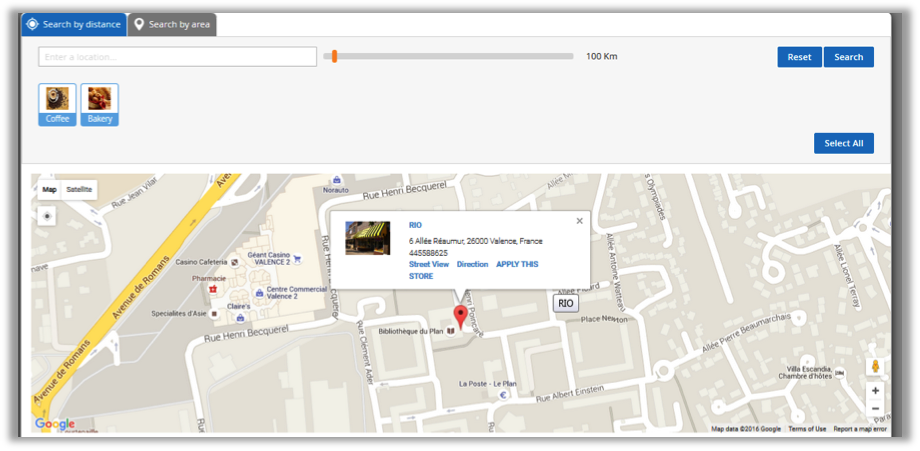 Search by distance
Search by area
Enter a location...
100 Km
Reset
Search
Coffee
Bakery
Select All
Map
Satellite
Rue Jean Vilar
Norauto
Rue Henri Becquerel
RIO
6 Allée Réaumur, 26000 Valence, France
445588625
Street View Direction APPLY THIS
STORE
Casino Cafeteria
Géant Casino
VALENCE 2
Pharmacie
Centre Commercial
Valence 2
Claire's
Specialites d'Asie
Avenue de Romans
Avenue de Romans
Rue Henri Becquerel
Rue Clément Ader
Bibliothèque du Plan
RIO
Allée Antoine Watteau
Place Newton
Allée Pierre Beaumarchais
Allée Lionel Terray
Villa Escandia,
Chambre d'hôtes
La Poste - Le Plan
Rue Albert Einstein
+
−
Google
Map data ©2016 Google
Terms of Use
Report a map error